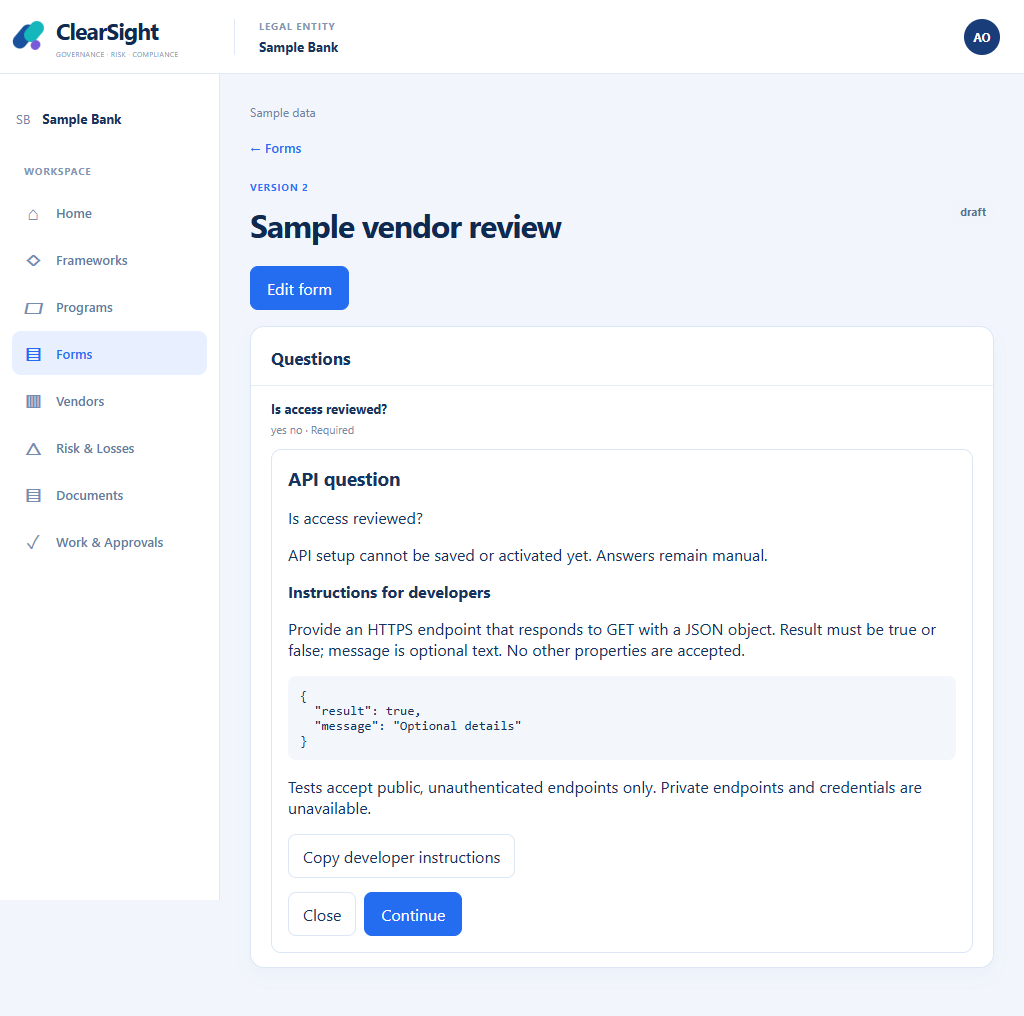 ClearSight
GOVERNANCE · RISK · COMPLIANCE
LEGAL ENTITY
Sample Bank
AO
SB Sample Bank
WORKSPACE
Home
Frameworks
Programs
Forms
Vendors
Risk & Losses
Documents
Work & Approvals
Sample data
← Forms
VERSION 2
Sample vendor review
draft
Edit form
Questions
Is access reviewed?
yes no · Required
API question
Is access reviewed?
API setup cannot be saved or activated yet. Answers remain manual.
Instructions for developers
Provide an HTTPS endpoint that responds to GET with a JSON object. Result must be true or
false; message is optional text. No other properties are accepted.
{
  "result": true,
  "message": "Optional details"
}
Tests accept public, unauthenticated endpoints only. Private endpoints and credentials are
unavailable.
Copy developer instructions
Close
Continue